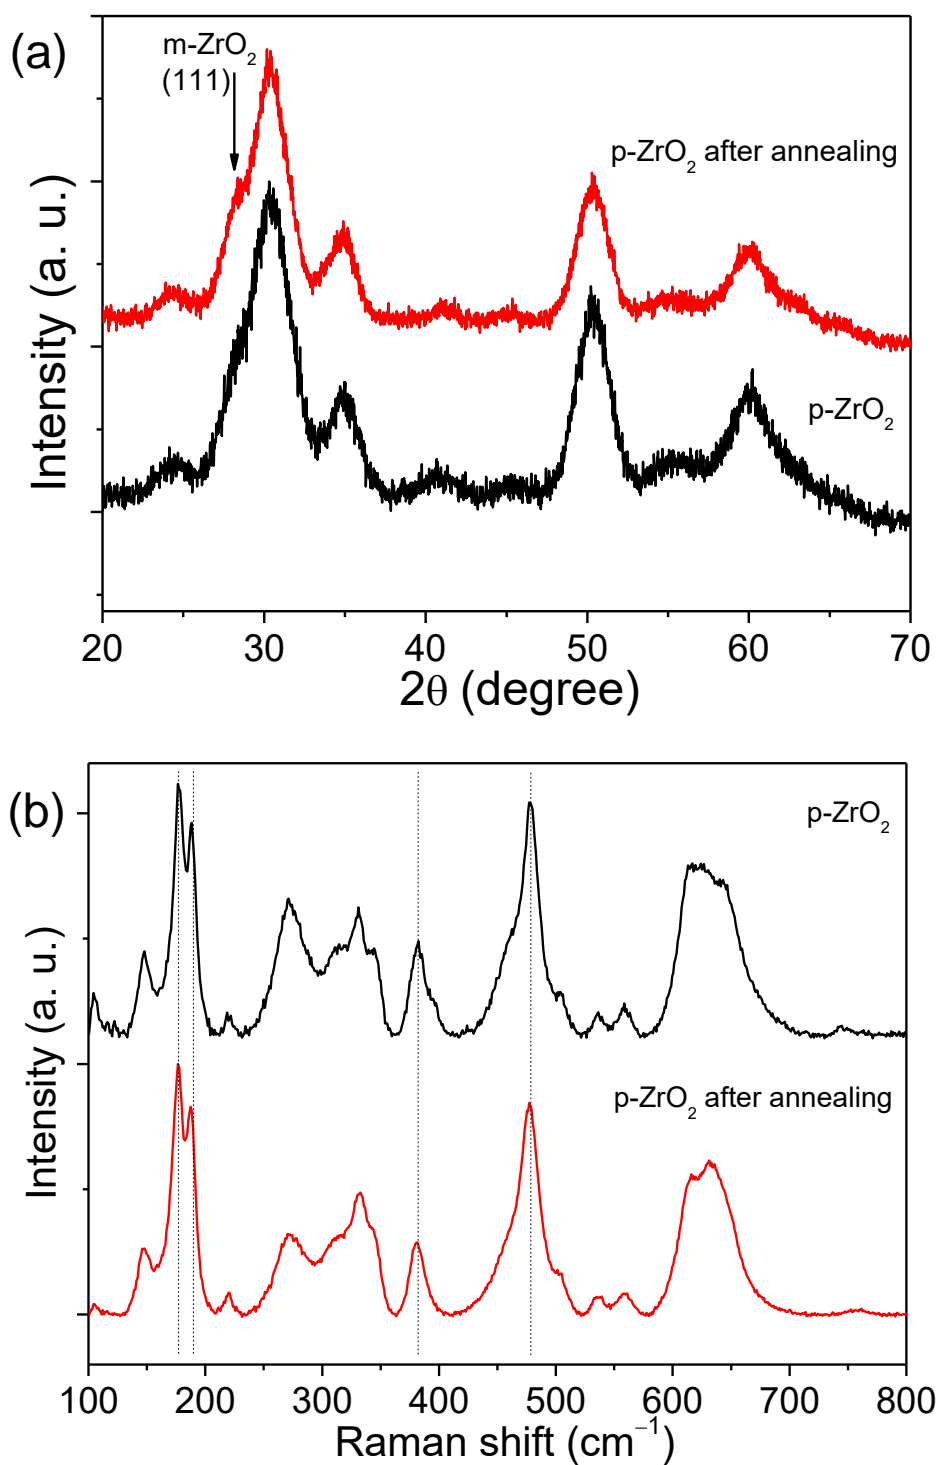 (a)
m-ZrO₂
(111)
p-ZrO₂ after annealing
p-ZrO₂
Intensity (a. u.)
20 30 40 50 60 70
2θ (degree)
(b)
p-ZrO₂
p-ZrO₂ after annealing
Intensity (a. u.)
100 200 300 400 500 600 700 800
Raman shift (cm⁻¹)